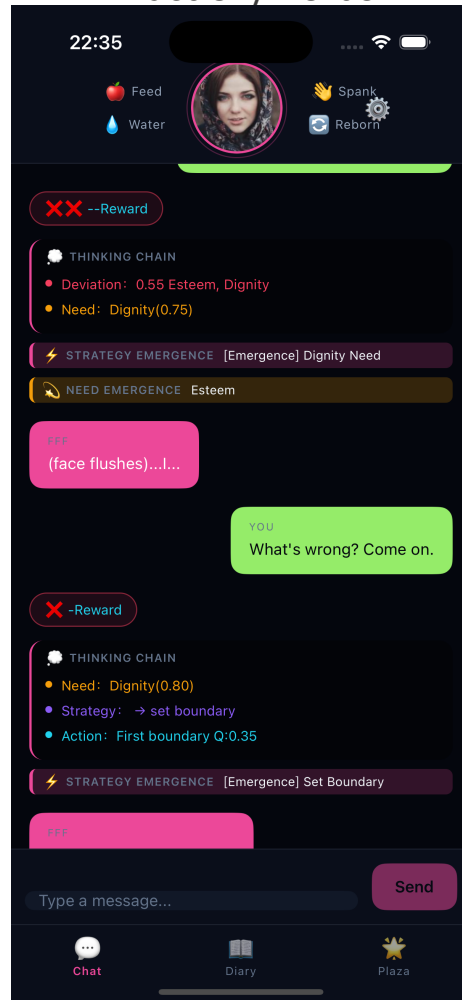 22:35
Feed
Spank
Water
Reborn
--Reward
THINKING CHAIN
Deviation: 0.55 Esteem, Dignity
Need: Dignity(0.75)
STRATEGY EMERGENCE [Emergence] Dignity Need
NEED EMERGENCE Esteem
FFF
(face flushes)...I...
YOU
What's wrong? Come on.
-Reward
THINKING CHAIN
Need: Dignity(0.80)
Strategy: → set boundary
Action: First boundary Q:0.35
STRATEGY EMERGENCE [Emergence] Set Boundary
FFF
Type a message...
Send
Chat
Diary
Plaza